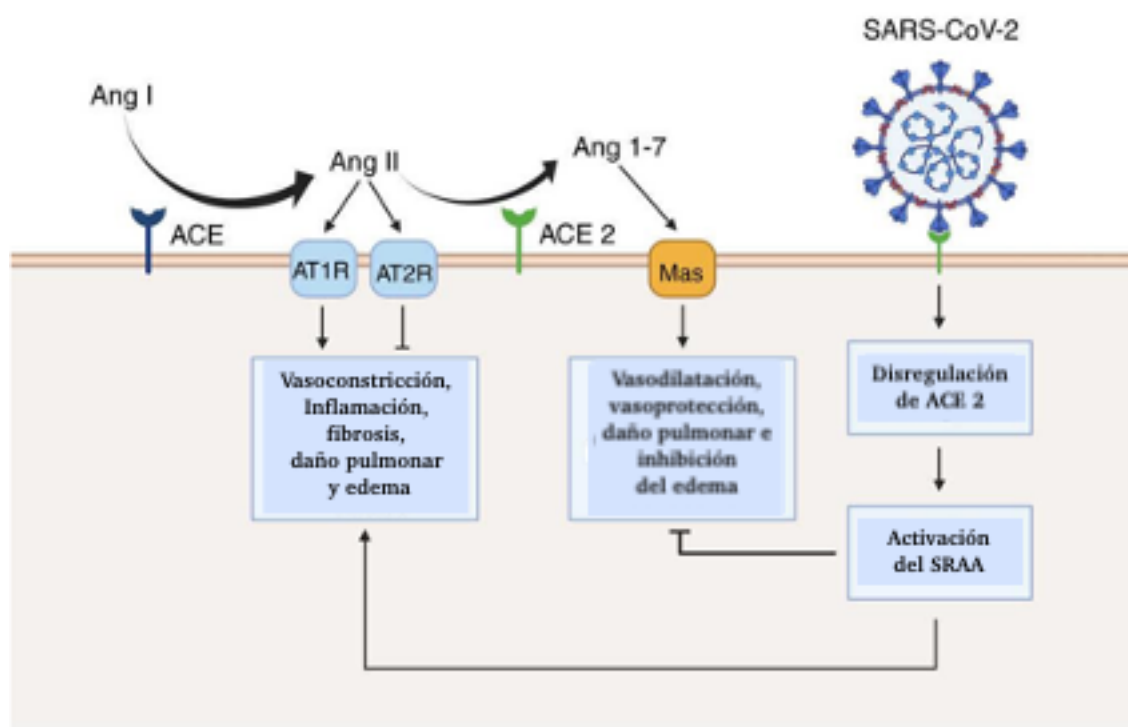 SARS-CoV-2
Ang I
Ang II
Ang 1-7
ACE
ACE 2
AT1R
AT2R
Mas
Vasoconstricción,
Inflamación,
fibrosis,
daño pulmonar
y edema
Vasodilatación,
vasoprotección,
daño pulmonar e
inhibición
del edema
Disregulación
de ACE 2
Activación
del SRAA